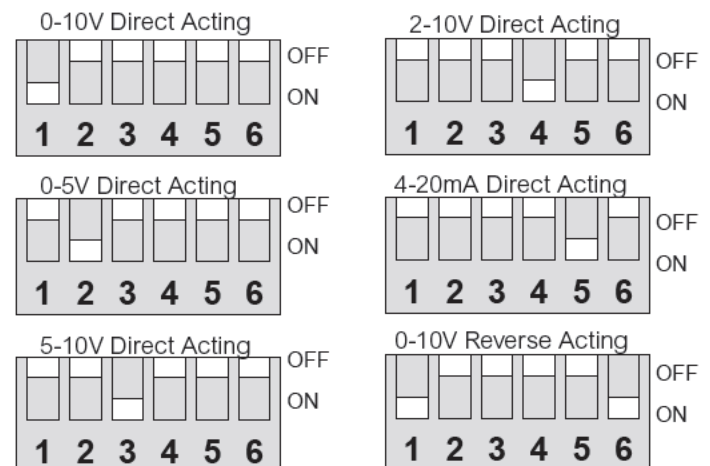 0-10V Direct Acting
OFF
ON
1 2 3 4 5 6
2-10V Direct Acting
OFF
ON
1 2 3 4 5 6
0-5V Direct Acting
OFF
ON
1 2 3 4 5 6
4-20mA Direct Acting
OFF
ON
1 2 3 4 5 6
5-10V Direct Acting
OFF
ON
1 2 3 4 5 6
0-10V Reverse Acting
OFF
ON
1 2 3 4 5 6